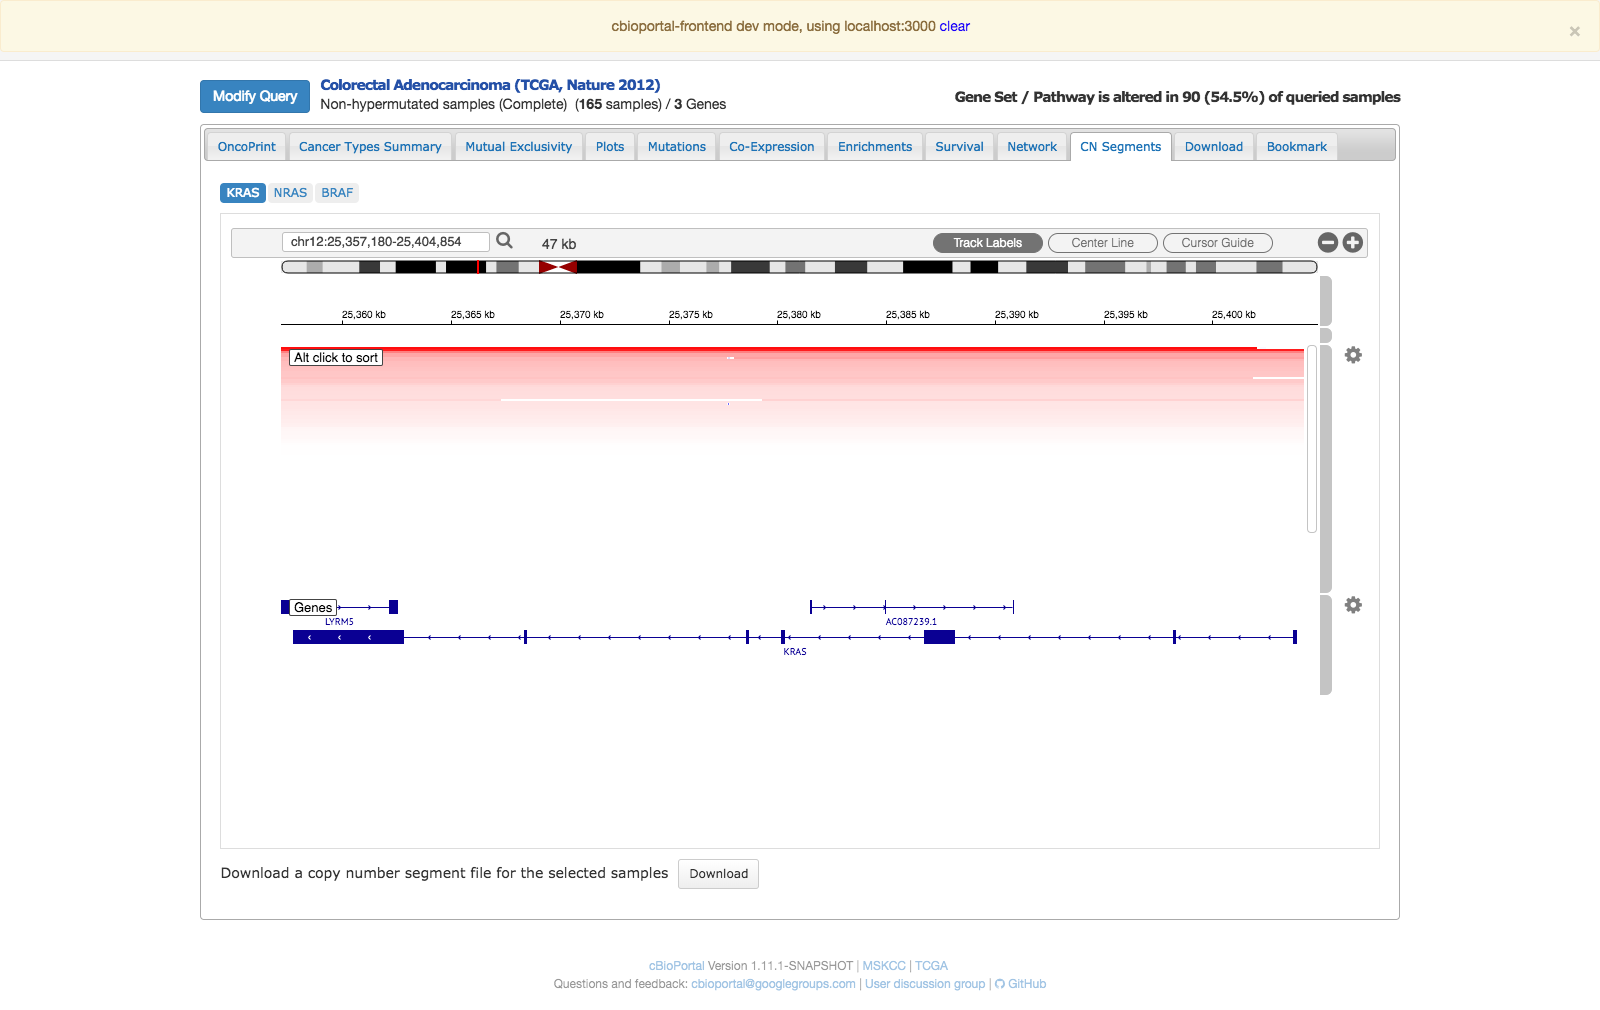 cbioportal-frontend dev mode, using localhost:3000 clear
×
Modify Query
Colorectal Adenocarcinoma (TCGA, Nature 2012)
Non-hypermutated samples (Complete) (165 samples) / 3 Genes
Gene Set / Pathway is altered in 90 (54.5%) of queried samples
OncoPrint Cancer Types Summary Mutual Exclusivity Plots Mutations Co-Expression Enrichments Survival Network CN Segments Download Bookmark
KRAS NRAS BRAF
chr12:25,357,180-25,404,854 47 kb Track Labels Center Line Cursor Guide
25,360 kb 25,365 kb 25,370 kb 25,375 kb 25,380 kb 25,385 kb 25,390 kb 25,395 kb 25,400 kb
Alt click to sort
Genes
LYRM5 AC087239.1
KRAS
Download a copy number segment file for the selected samples Download
cBioPortal Version 1.11.1-SNAPSHOT | MSKCC | TCGA
Questions and feedback: cbioportal@googlegroups.com | User discussion group | GitHub